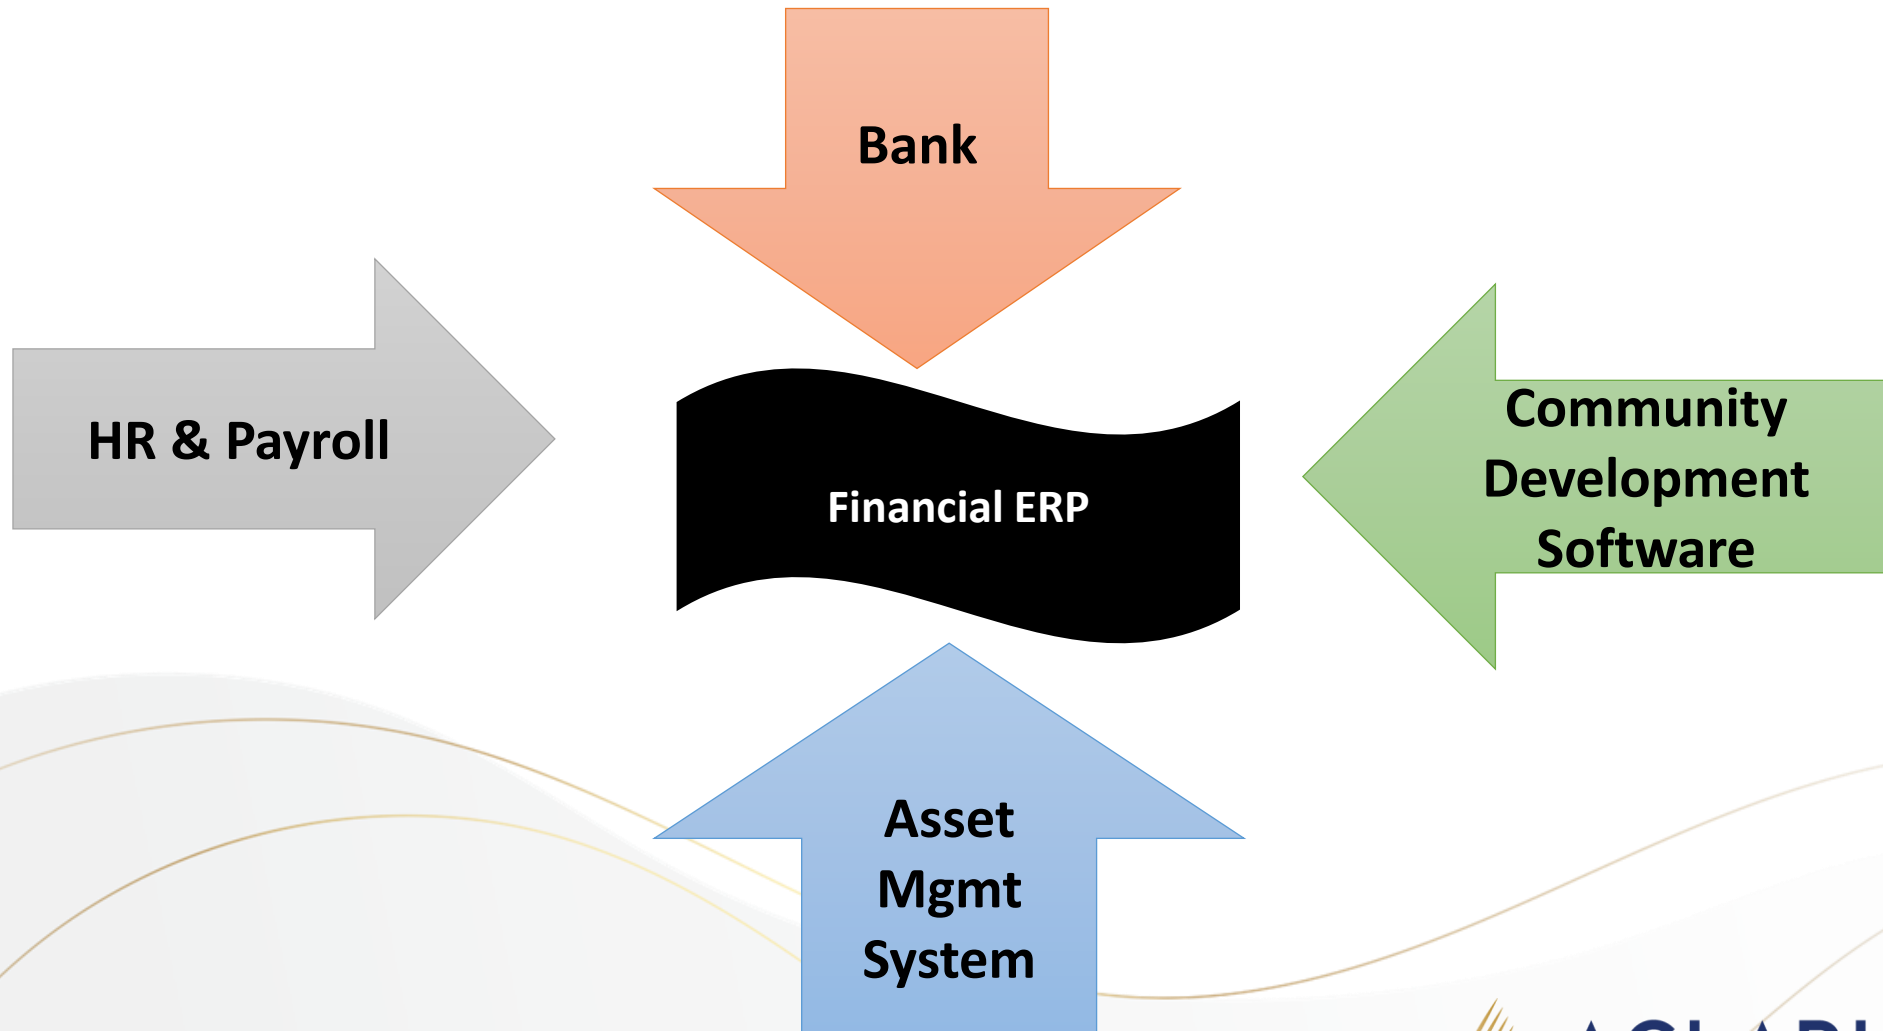 Bank
HR & Payroll
Community
Development
Software
Financial ERP
Asset
Mgmt
System